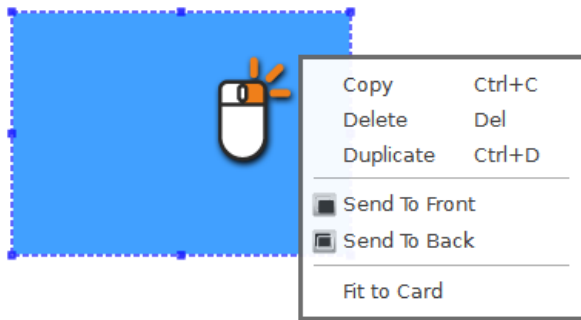 Copy Ctrl+C
Delete Del
Duplicate Ctrl+D
Send To Front
Send To Back
Fit to Card